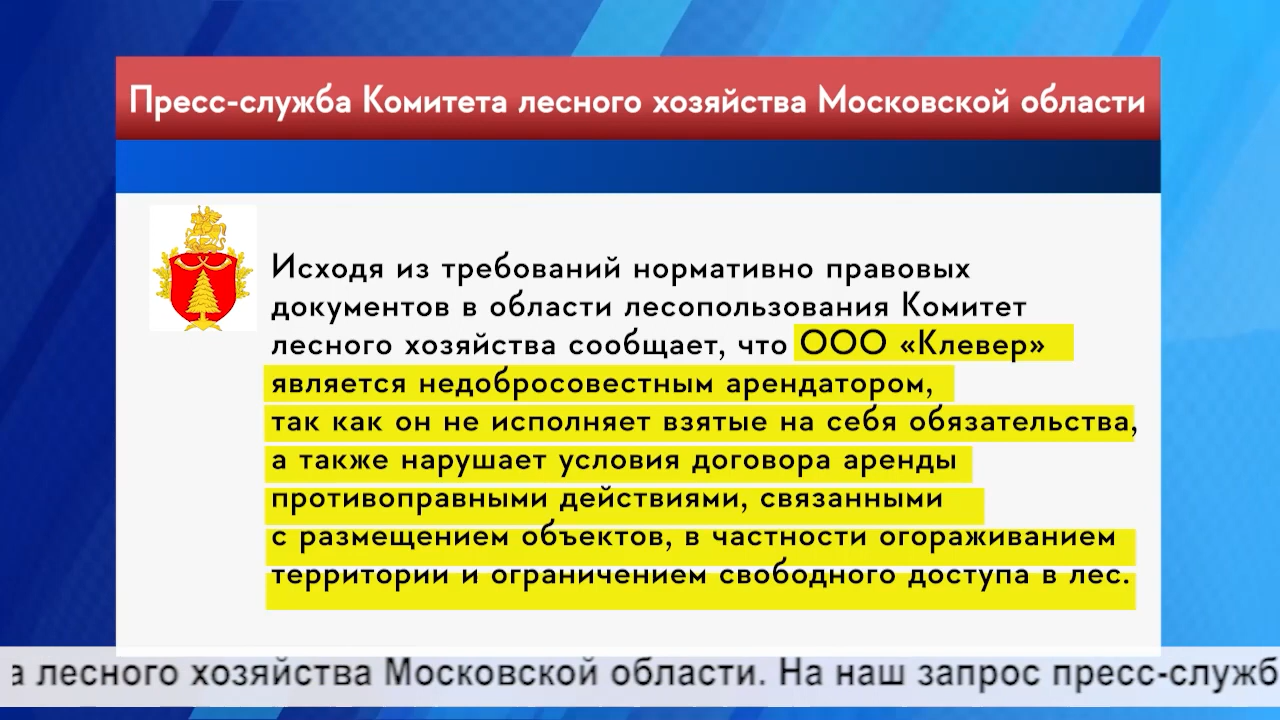 Пресс-служба Комитета лесного хозяйства Московской области
Исходя из требований нормативно правовых
документов в области лесопользования Комитет
лесного хозяйства сообщает, что ООО «Клевер»
является недобросовестным арендатором,
так как он не исполняет взятые на себя обязательства,
а также нарушает условия договора аренды
противоправными действиями, связанными
с размещением объектов, в частности огораживанием
территории и ограничением свободного доступа в лес.
а лесного хозяйства Московской области. На наш запрос пресс-служб